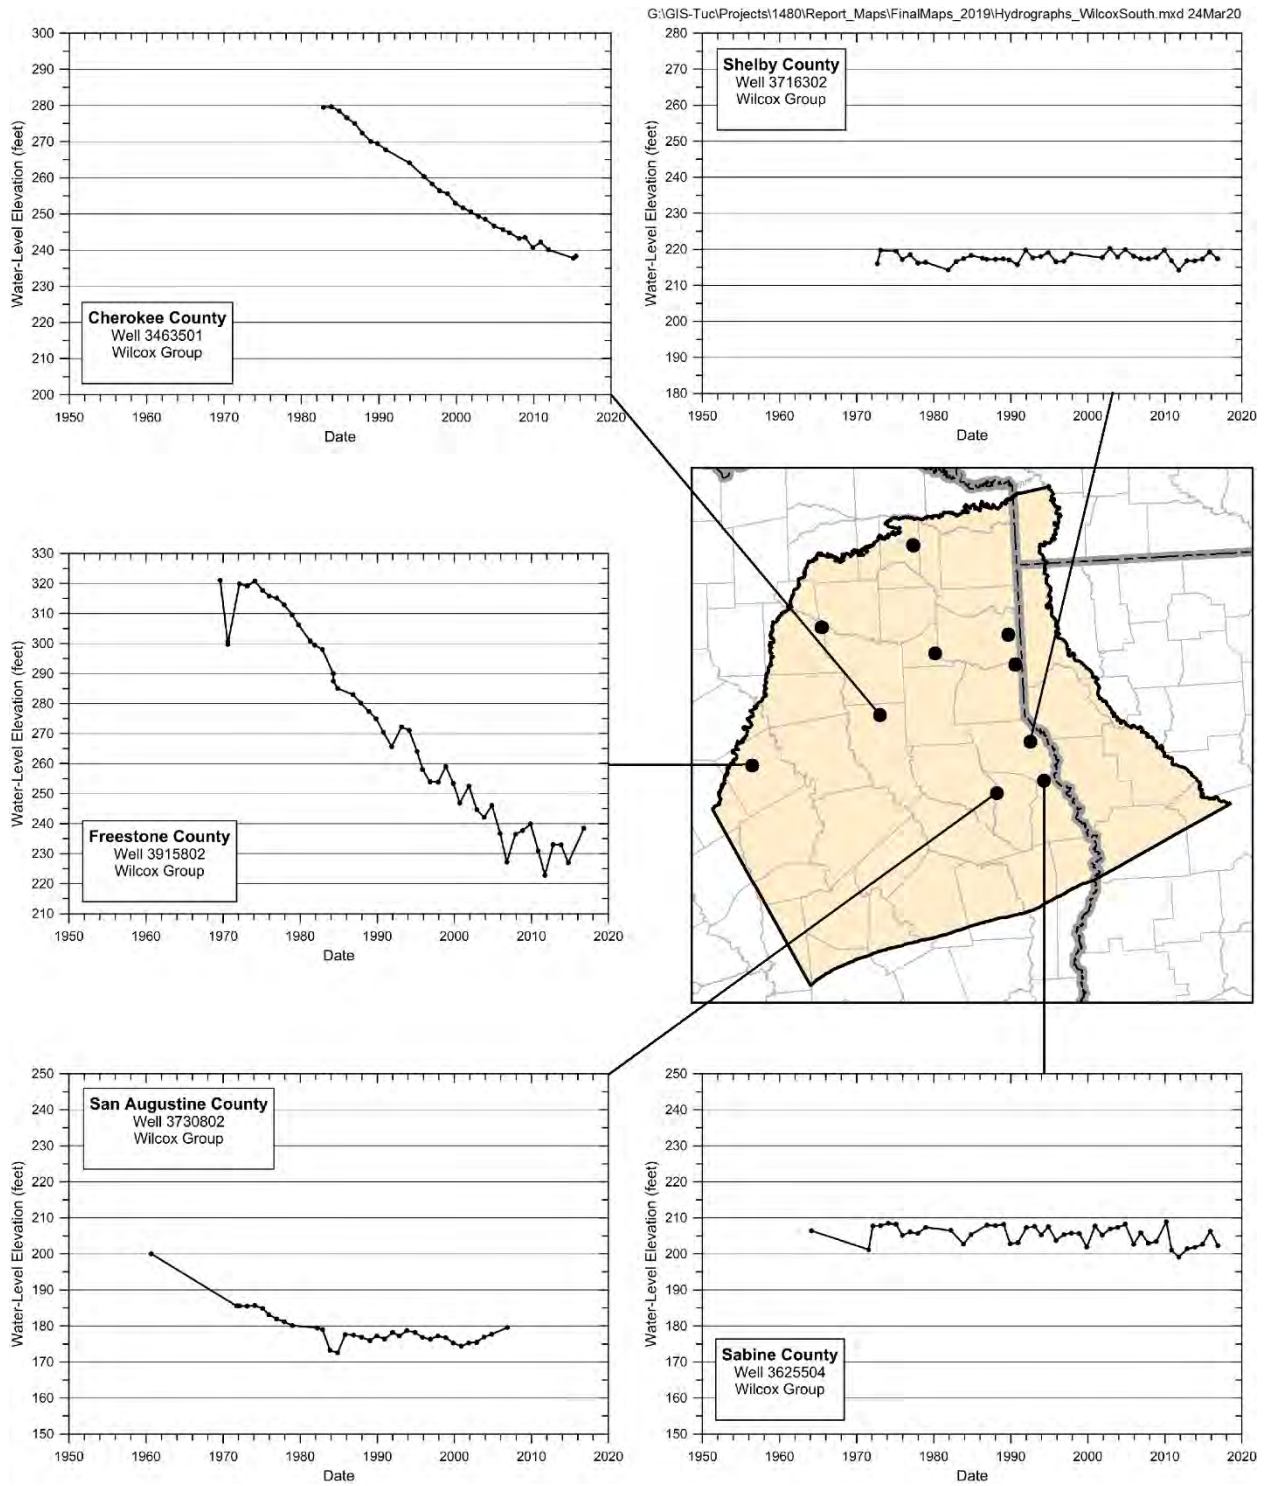 G:\GIS-Tuc\Projects\1480\Report_Maps\FinalMaps_2019\Hydrographs_WilcoxSouth.mxd 24Mar20
300
290
280
270
260
250
240
230
220
210
200
Water-Level Elevation (feet)
Cherokee County
Well 3463501
Wilcox Group
1950 1960 1970 1980 1990 2000 2010 2020
Date
280
270
260
250
240
230
220
210
200
190
180
Water-Level Elevation (feet)
Shelby County
Well 3716302
Wilcox Group
1950 1960 1970 1980 1990 2000 2010 2020
Date
330
320
310
300
290
280
270
260
250
240
230
220
210
Water-Level Elevation (feet)
Freestone County
Well 3915802
Wilcox Group
1950 1960 1970 1980 1990 2000 2010 2020
Date
250
240
230
220
210
200
190
180
170
160
150
Water-Level Elevation (feet)
San Augustine County
Well 3730802
Wilcox Group
1950 1960 1970 1980 1990 2000 2010 2020
Date
250
240
230
220
210
200
190
180
170
160
150
Water-Level Elevation (feet)
Sabine County
Well 3625504
Wilcox Group
1950 1960 1970 1980 1990 2000 2010 2020
Date